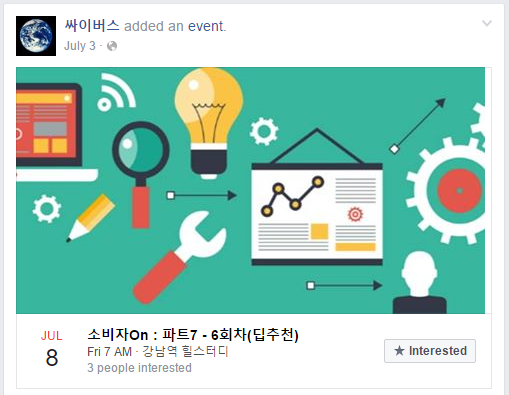 싸이버스 added an event.
July 3 ·
JUL
8
소비자On : 파트7 - 6회차(딥추천)
Fri 7 AM · 강남역 힐스터디
3 people interested
★ Interested